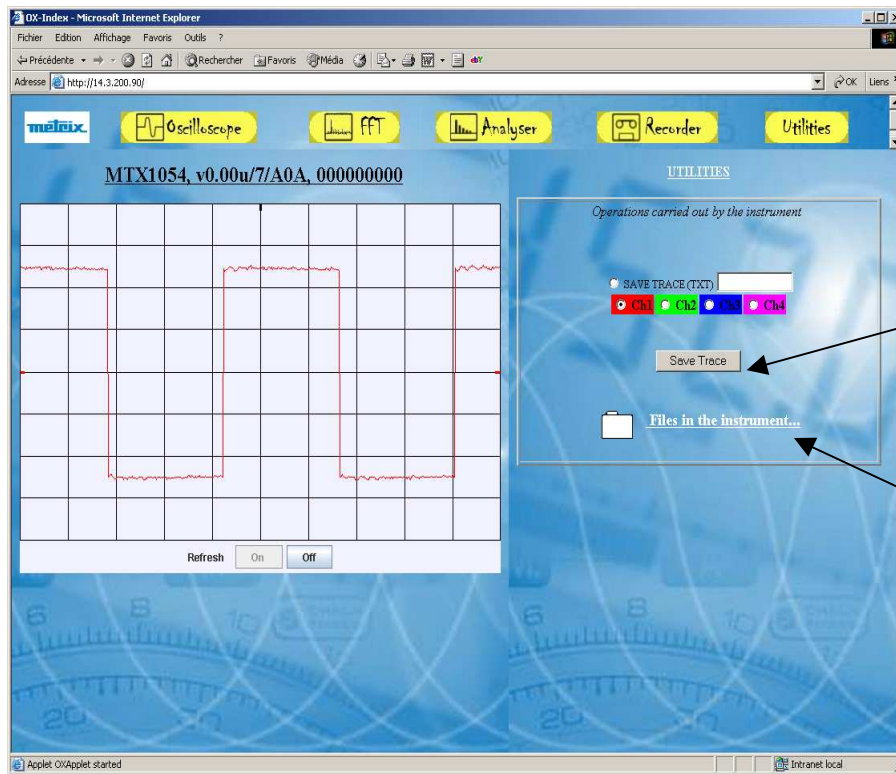 OX-Index - Microsoft Internet Explorer
Fichier Edition Affichage Favoris Outils ?
Précédente Rechercher Favoris Média
Adresse http://14.3.200.90/ OK Liens
metrix Oscilloscope FFT Analyser Recorder Utilities
MTX1054, v0.00u/7/A0A, 000000000
UTILITIES
Operations carried out by the instrument
SAVE TRACE (TXT)
Ch1 Ch2 Ch3 Ch4
Save Trace
Files in the instrument...
Refresh On Off
Applet OXApplet started Intranet local